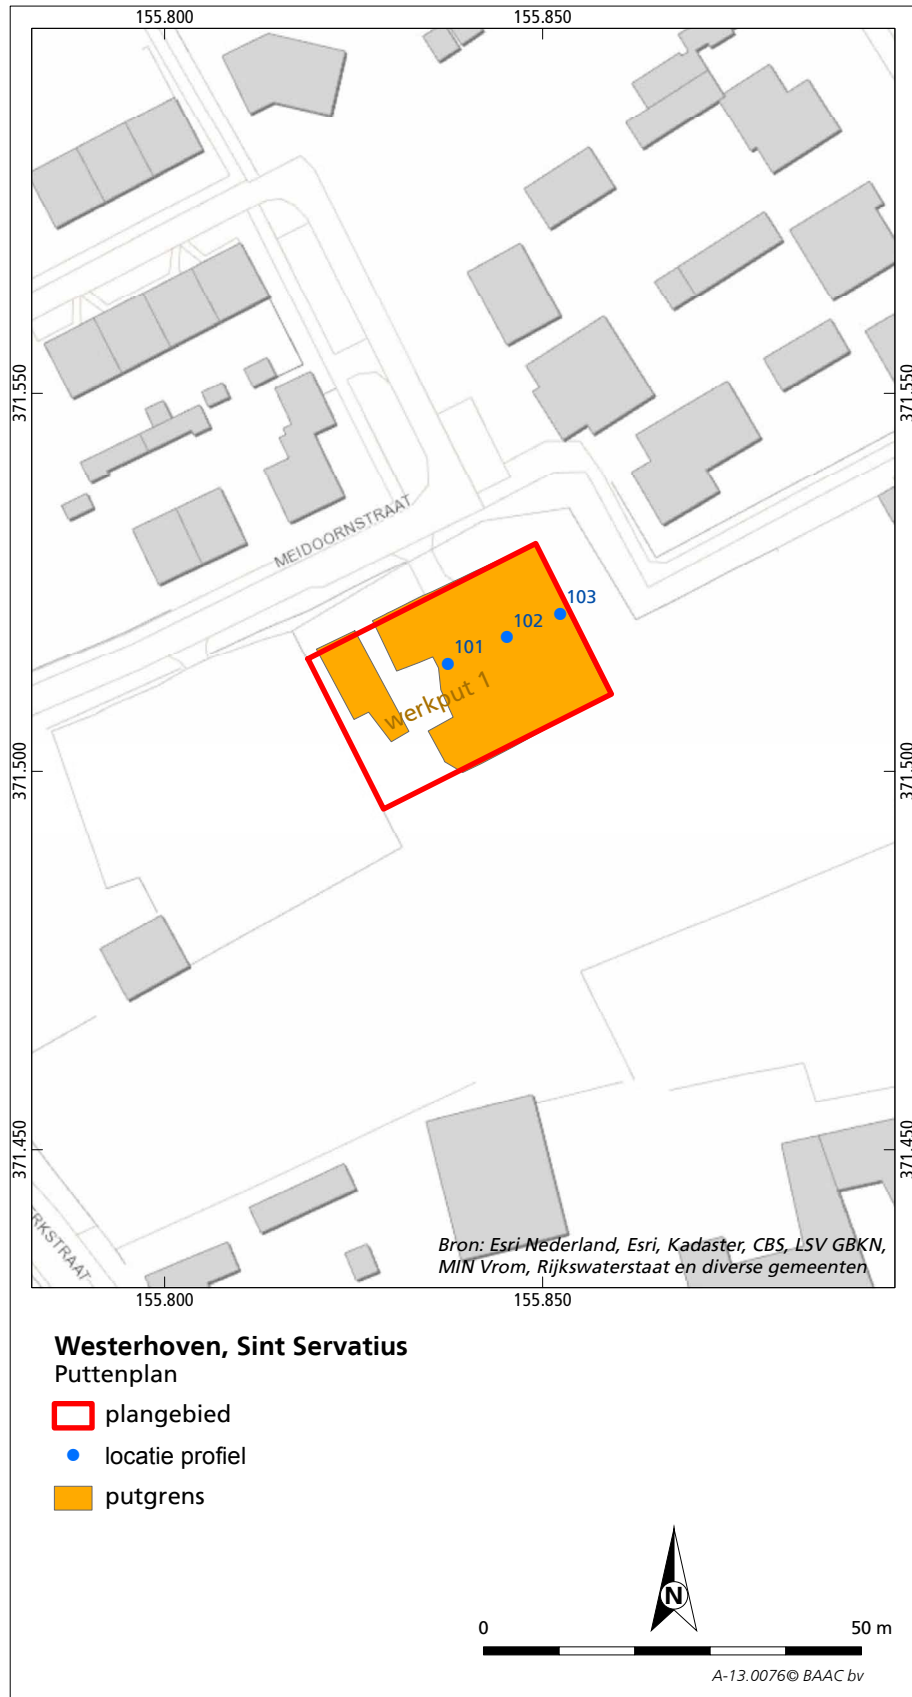 155.800
155.850
371.550
371.550
MEIDOORNSTRAAT
103
102
101
werkput 1
371.500
371.500
371.450
371.450
ERKSTRAAT
Bron: Esri Nederland, Esri, Kadaster, CBS, LSV GBKN,
MIN Vrom, Rijkswaterstaat en diverse gemeenten
155.800
155.850
Westerhoven, Sint Servatius
Puttenplan
plangebied
locatie profiel
putgrens
N
0
50 m
A-13.0076© BAAC bv